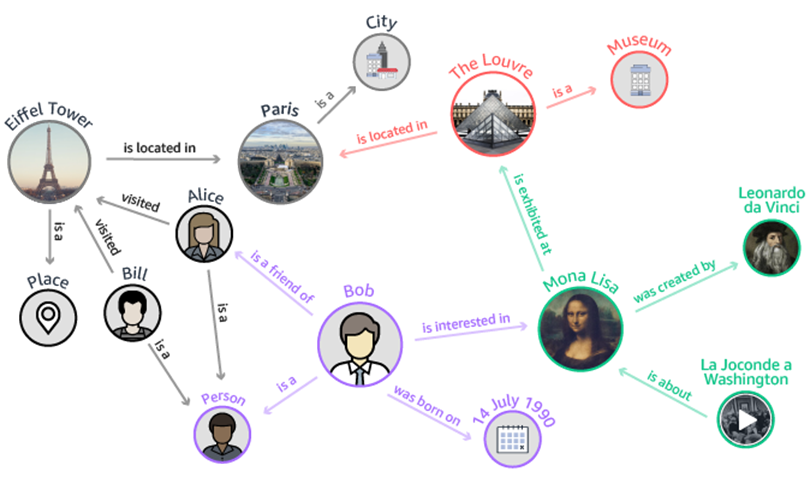 City
Museum
The Louvre
is a
is a
Eiffel Tower
Paris
is located in
is located in
is a
visited
visited
Alice
is exhibited at
Leonardo
da Vinci
Place
Bill
is a friend of
Bob
Mona Lisa
was created by
is a
is a
is interested in
is about
La Joconde a
Washington
Person
is a
was born on
14 July 1990